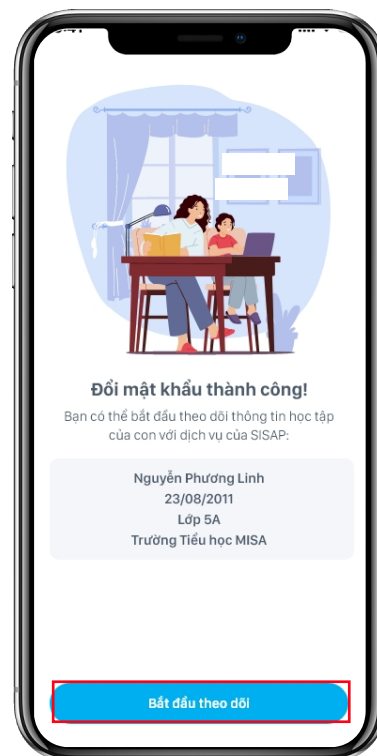 Đổi mật khẩu thành công!
Bạn có thể bắt đầu theo dõi thông tin học tập
của con với dịch vụ của SISAP:
Nguyễn Phương Linh
23/08/2011
Lớp 5A
Trường Tiểu học MISA
Bắt đầu theo dõi